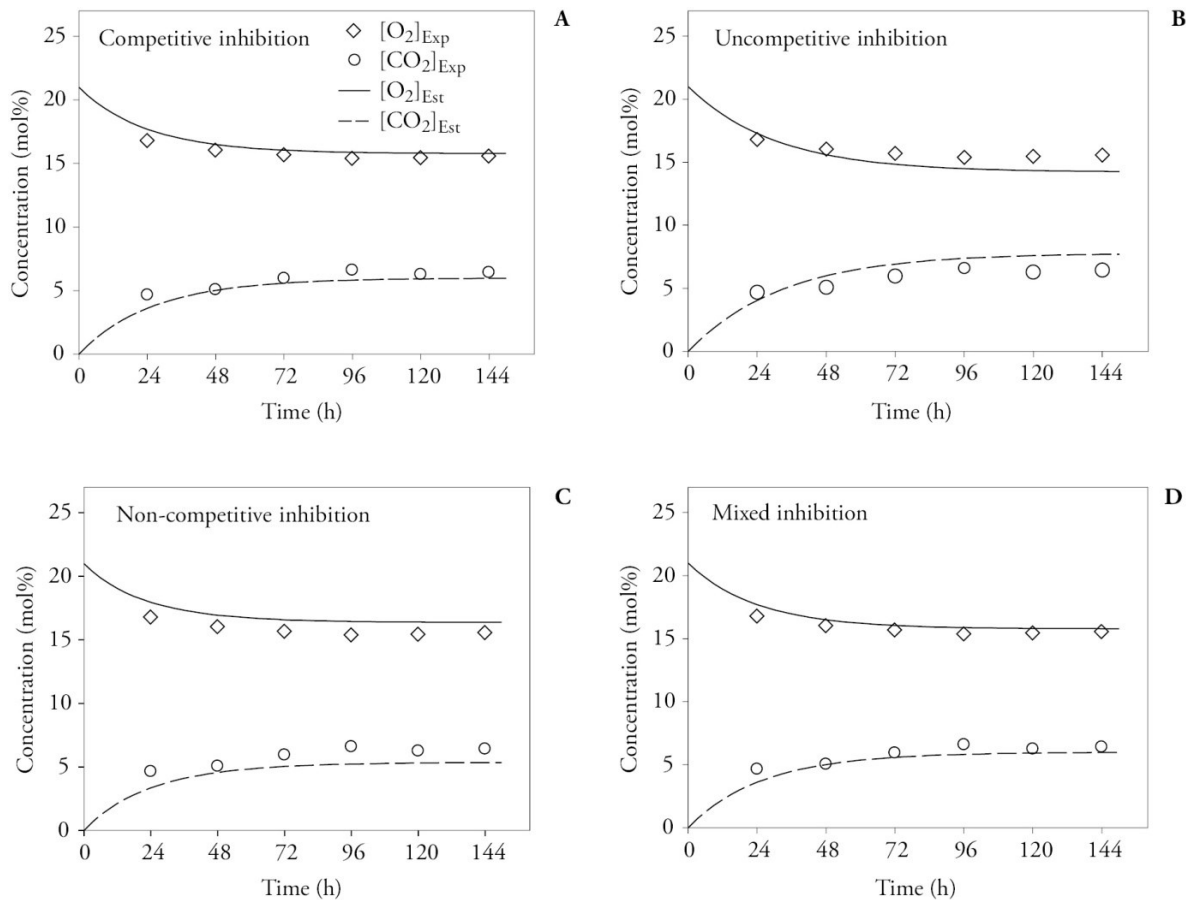 A
Competitive inhibition
[O2]Exp
[CO2]Exp
[O2]Est
[CO2]Est
Concentration (mol%)
25
20
15
10
5
0
0 24 48 72 96 120 144
Time (h)
B
Uncompetitive inhibition
Concentration (mol%)
25
20
15
10
5
0
0 24 48 72 96 120 144
Time (h)
C
Non-competitive inhibition
Concentration (mol%)
25
20
15
10
5
0
0 24 48 72 96 120 144
Time (h)
D
Mixed inhibition
Concentration (mol%)
25
20
15
10
5
0
0 24 48 72 96 120 144
Time (h)